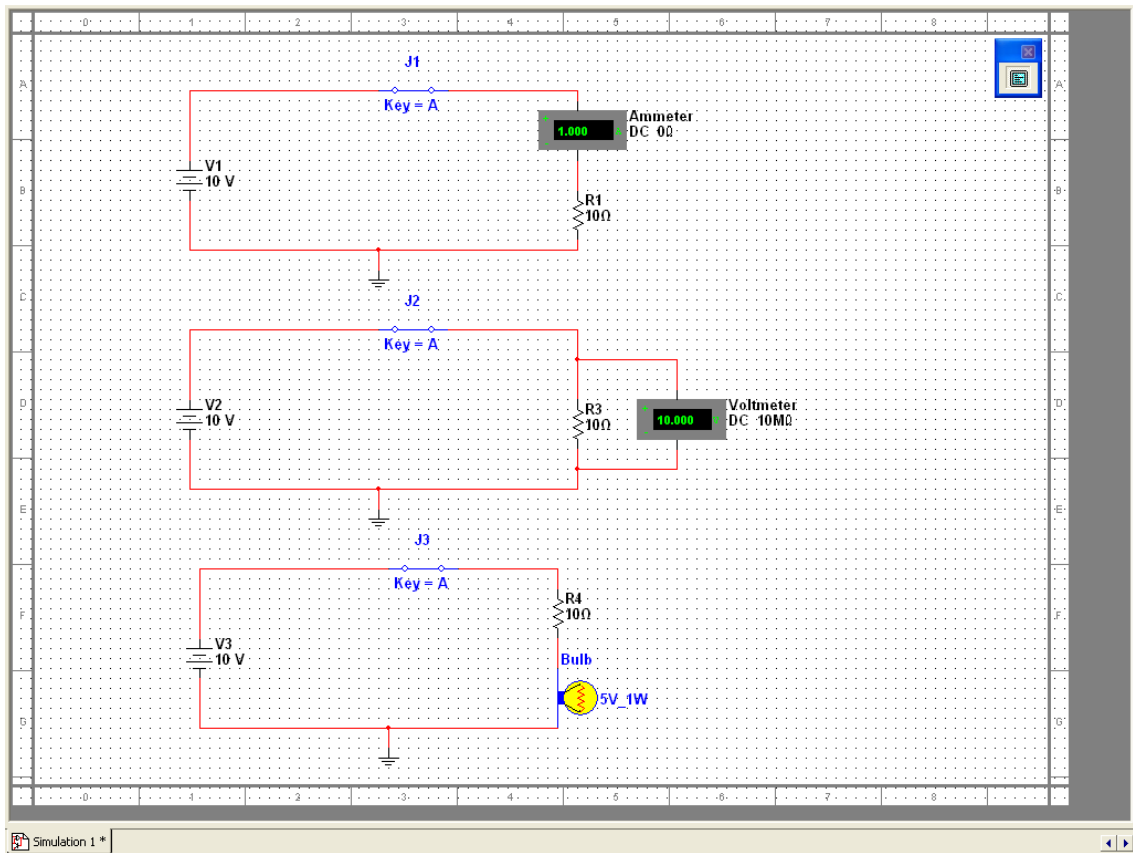 0 1 2 3 4 5 6 7 8
J1
A A
Key = A
Ammeter
1.000 A DC 0Ω
V1
10 V
B B
R1
10Ω
C C
J2
Key = A
D D
V2
10 V
R3
10Ω
Voltmeter
10.000 V DC 10MΩ
E E
J3
Key = A
F F
R4
10Ω
V3
10 V
Bulb
5V_1W
G G
0 1 2 3 4 5 6 7 8
Simulation 1 *